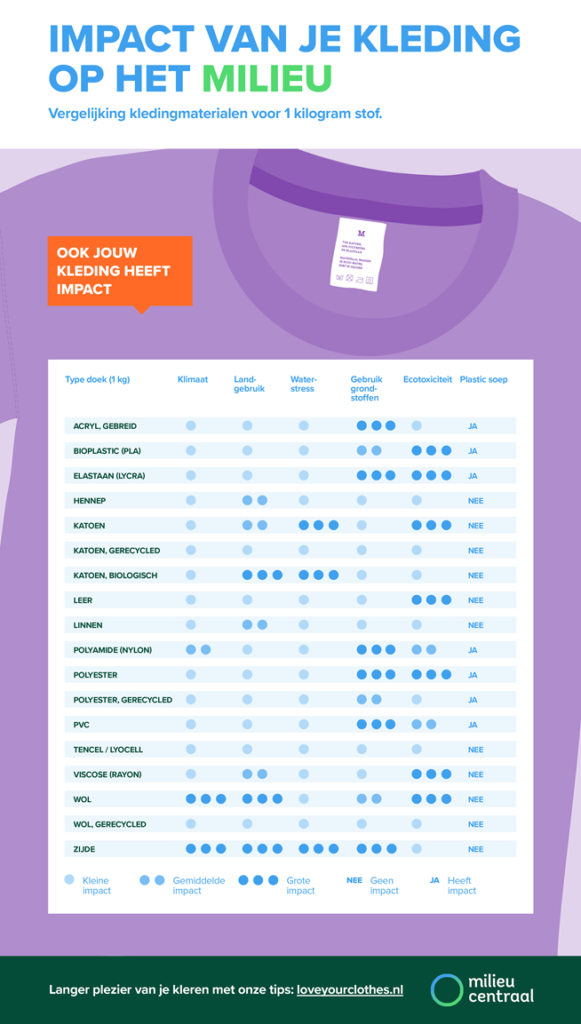 IMPACT VAN JE KLEDING
OP HET MILIEU
Vergelijking kledingmaterialen voor 1 kilogram stof.
M
OOK JOUW
KLEDING HEEFT
IMPACT
Type doek (1 kg) Klimaat Land-gebruik Water-stress Gebruik grond-stoffen Ecotoxiciteit Plastic soep
ACRYL, GEBREID JA
BIOPLASTIC (PLA) JA
ELASTAAN (LYCRA) JA
HENNEP NEE
KATOEN NEE
KATOEN, GERECYCLED NEE
KATOEN, BIOLOGISCH NEE
LEER NEE
LINNEN NEE
POLYAMIDE (NYLON) JA
POLYESTER JA
POLYESTER, GERECYCLED JA
PVC JA
TENCEL / LYOCELL NEE
VISCOSE (RAYON) NEE
WOL NEE
WOL, GERECYCLED NEE
ZIJDE NEE
Kleine impact
Gemiddelde impact
Grote impact
NEE Geen impact
JA Heeft impact
Langer plezier van je kleren met onze tips: loveyourclothes.nl
milieu
centraal